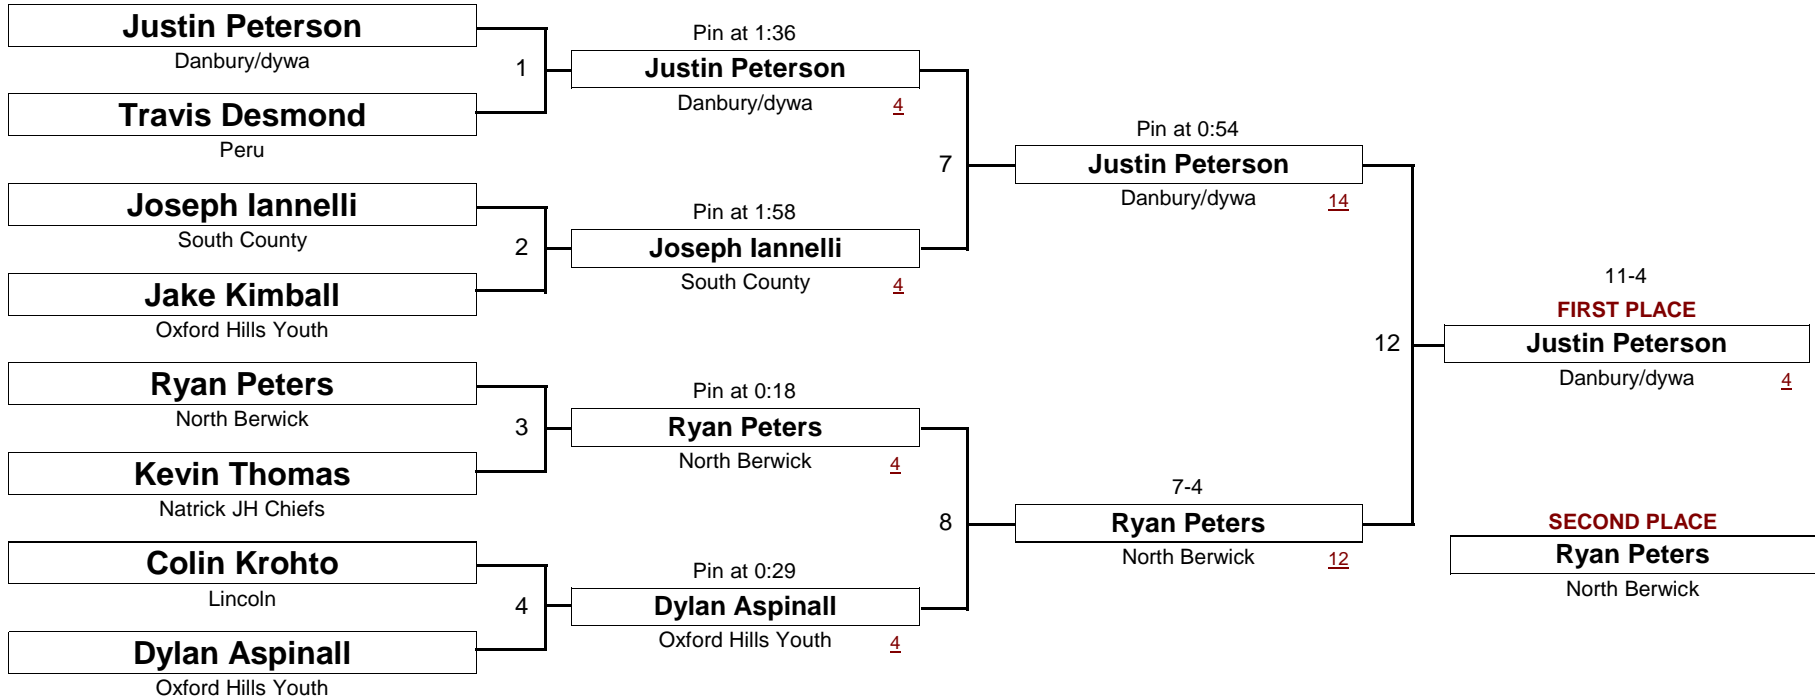 Justin Peterson
Danbury/dywa
1
Travis Desmond
Peru
Joseph Iannelli
South County
2
Jake Kimball
Oxford Hills Youth
Ryan Peters
North Berwick
3
Kevin Thomas
Natrick JH Chiefs
Colin Krohto
Lincoln
4
Dylan Aspinall
Oxford Hills Youth
Pin at 1:36
Justin Peterson
Danbury/dywa 4
7
Pin at 1:58
Joseph Iannelli
South County 4
Pin at 0:18
Ryan Peters
North Berwick 4
8
Pin at 0:29
Dylan Aspinall
Oxford Hills Youth 4
Pin at 0:54
Justin Peterson
Danbury/dywa 14
12
7-4
Ryan Peters
North Berwick 12
11-4
FIRST PLACE
Justin Peterson
Danbury/dywa 4
SECOND PLACE
Ryan Peters
North Berwick